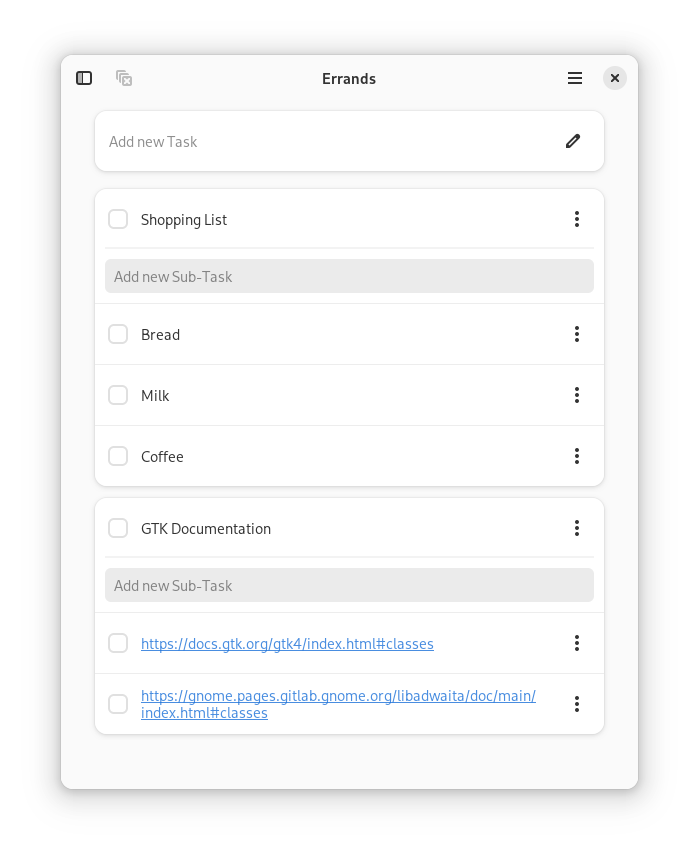 Errands
Add new Task
Shopping List
Add new Sub-Task
Bread
Milk
Coffee
GTK Documentation
Add new Sub-Task
https://docs.gtk.org/gtk4/index.html#classes
https://gnome.pages.gitlab.gnome.org/libadwaita/doc/main/
index.html#classes